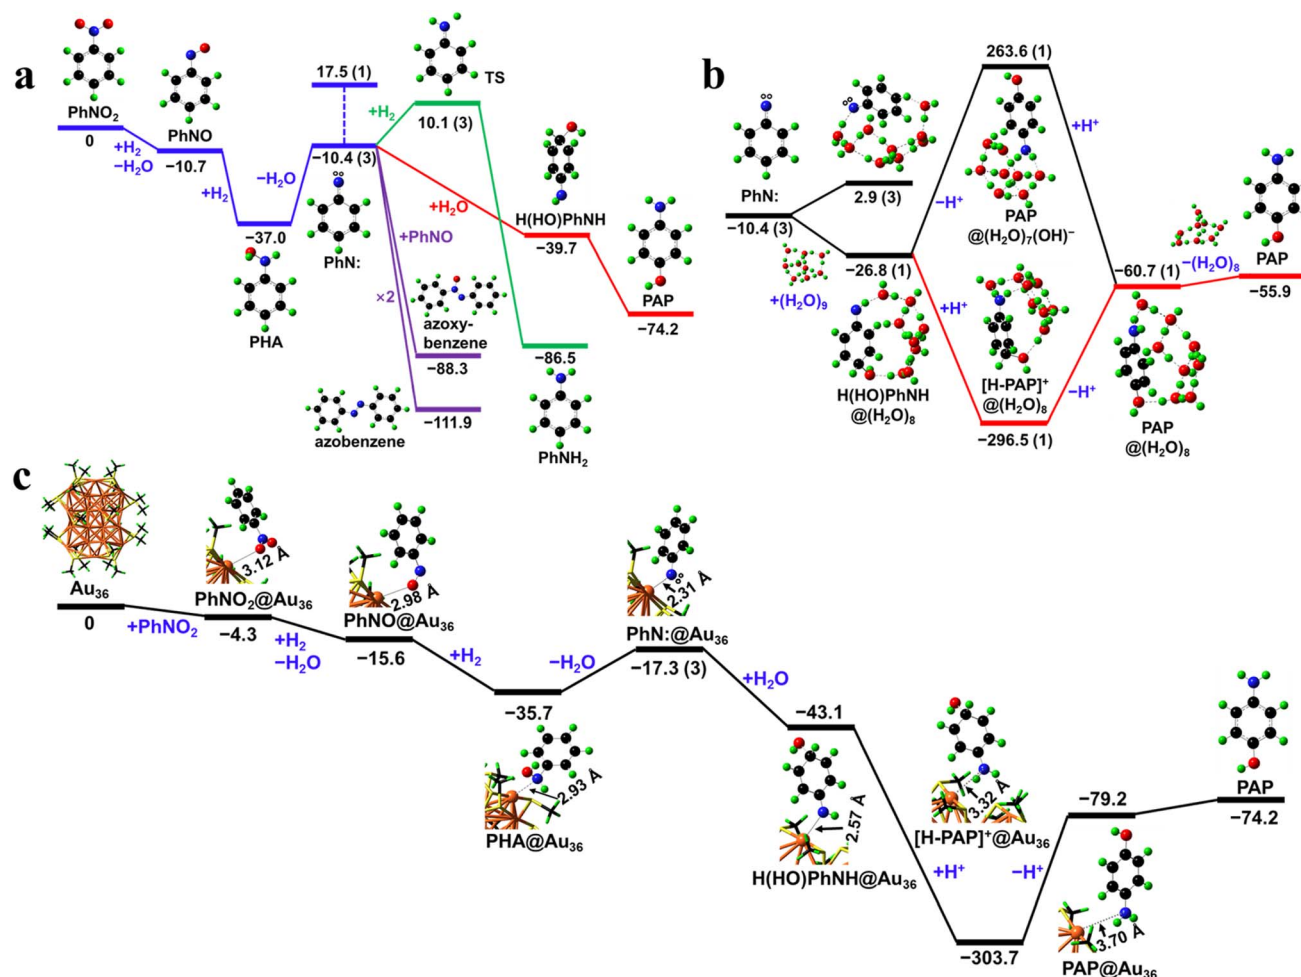 a
PhNO₂
0
+H₂
−H₂O
PhNO
−10.7
+H₂
−37.0
PHA
−H₂O
17.5 (1)
−10.4 (3)
PhN:
+H₂
TS
10.1 (3)
+H₂O
H(HO)PhNH
−39.7
PAP
−74.2
+PhNO
×2
azoxy-
benzene
−88.3
azobenzene
−111.9
−86.5
PhNH₂
b
PhN:
−10.4 (3)
2.9 (3)
+(H₂O)₉
−26.8 (1)
H(HO)PhNH
@(H₂O)₈
−H⁺
263.6 (1)
PAP
@(H₂O)₇(OH)⁻
+H⁺
+H⁺
[H-PAP]⁺
@(H₂O)₈
−296.5 (1)
−H⁺
−60.7 (1)
PAP
@(H₂O)₈
−(H₂O)₈
PAP
−55.9
c
Au₃₆
0
+PhNO₂
3.12 Å
PhNO₂@Au₃₆
−4.3
+H₂
−H₂O
2.98 Å
PhNO@Au₃₆
−15.6
+H₂
−35.7
2.93 Å
PHA@Au₃₆
−H₂O
2.31 Å
PhN:@Au₃₆
−17.3 (3)
+H₂O
−43.1
2.57 Å
H(HO)PhNH@Au₃₆
+H⁺
3.32 Å
[H-PAP]⁺@Au₃₆
−303.7
−H⁺
−79.2
3.70 Å
PAP@Au₃₆
PAP
−74.2